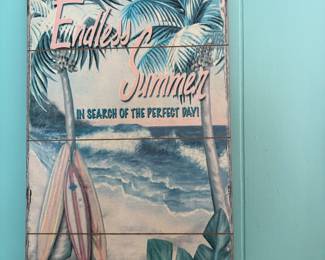 Endless
Summer
IN SEARCH OF THE PERFECT DAY!